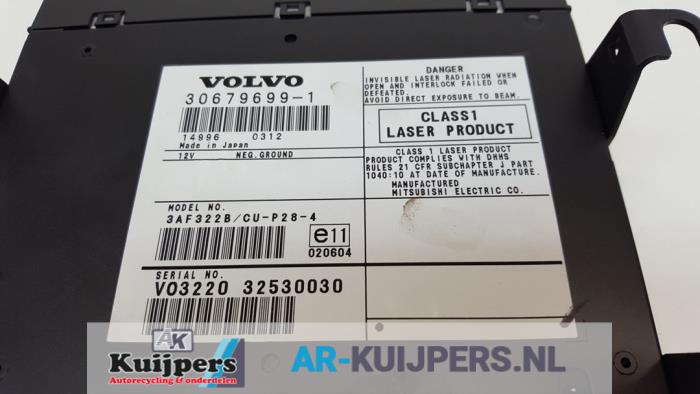 VOLVO
30679699-1
14996 0312
Made in Japan
12V NEG.GROUND
MODEL NO.
3AF322B/CU-P28-4
e11
020604
SERIAL NO.
VO3220 32530030
DANGER
INVISIBLE LASER RADIATION WHEN
OPEN AND INTERLOCK FAILED OR
DEFEATED.
AVOID DIRECT EXPOSURE TO BEAM.
CLASS1
LASER PRODUCT
CLASS 1 LASER PRODUCT
PRODUCT COMPLIES WITH DHHS
RULES 21 CFR SUBCHAPTER J PART
1040:10 AT DATE OF MANUFACTURE.
MANUFACTURED
MITSUBISHI ELECTRIC CO.
AK
Kuijpers
Autorecycling & onderdelen
AR-KUIJPERS.NL